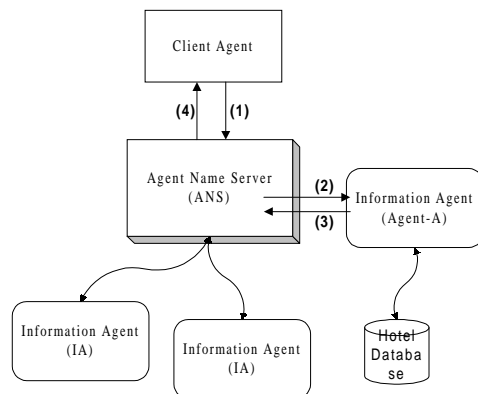 Client Agent
(4)
(1)
Agent Name Server
(ANS)
(2)
(3)
Information Agent
(Agent-A)
Information Agent
(IA)
Information Agent
(IA)
Hotel
Databa
se